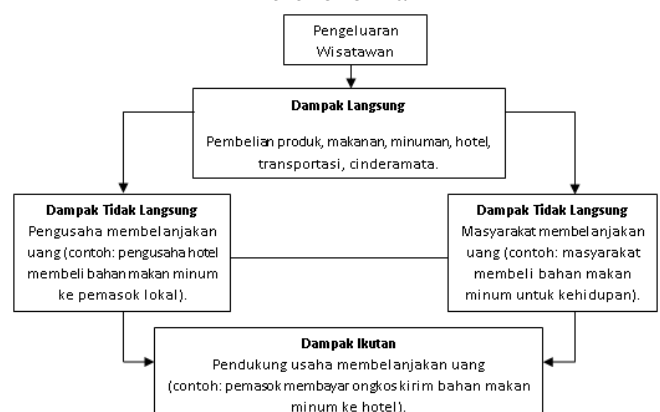 Pengeluaran
Wisatawan
Dampak Langsung
Pembelian produk, makanan, minuman, hotel,
transportasi, cinderamata.
Dampak Tidak Langsung
Pengusaha membelanjakan
uang (contoh: pengusaha hotel
membeli bahan makan minum
ke pemasok lokal).
Dampak Tidak Langsung
Masyarakat membelanjakan
uang (contoh: masyarakat
membeli bahan makan
minum untuk kehidupan).
Dampak Ikutan
Pendukung usaha membelanjakan uang
(contoh: pemasok membayar ongkos kirim bahan makan
minum ke hotel).